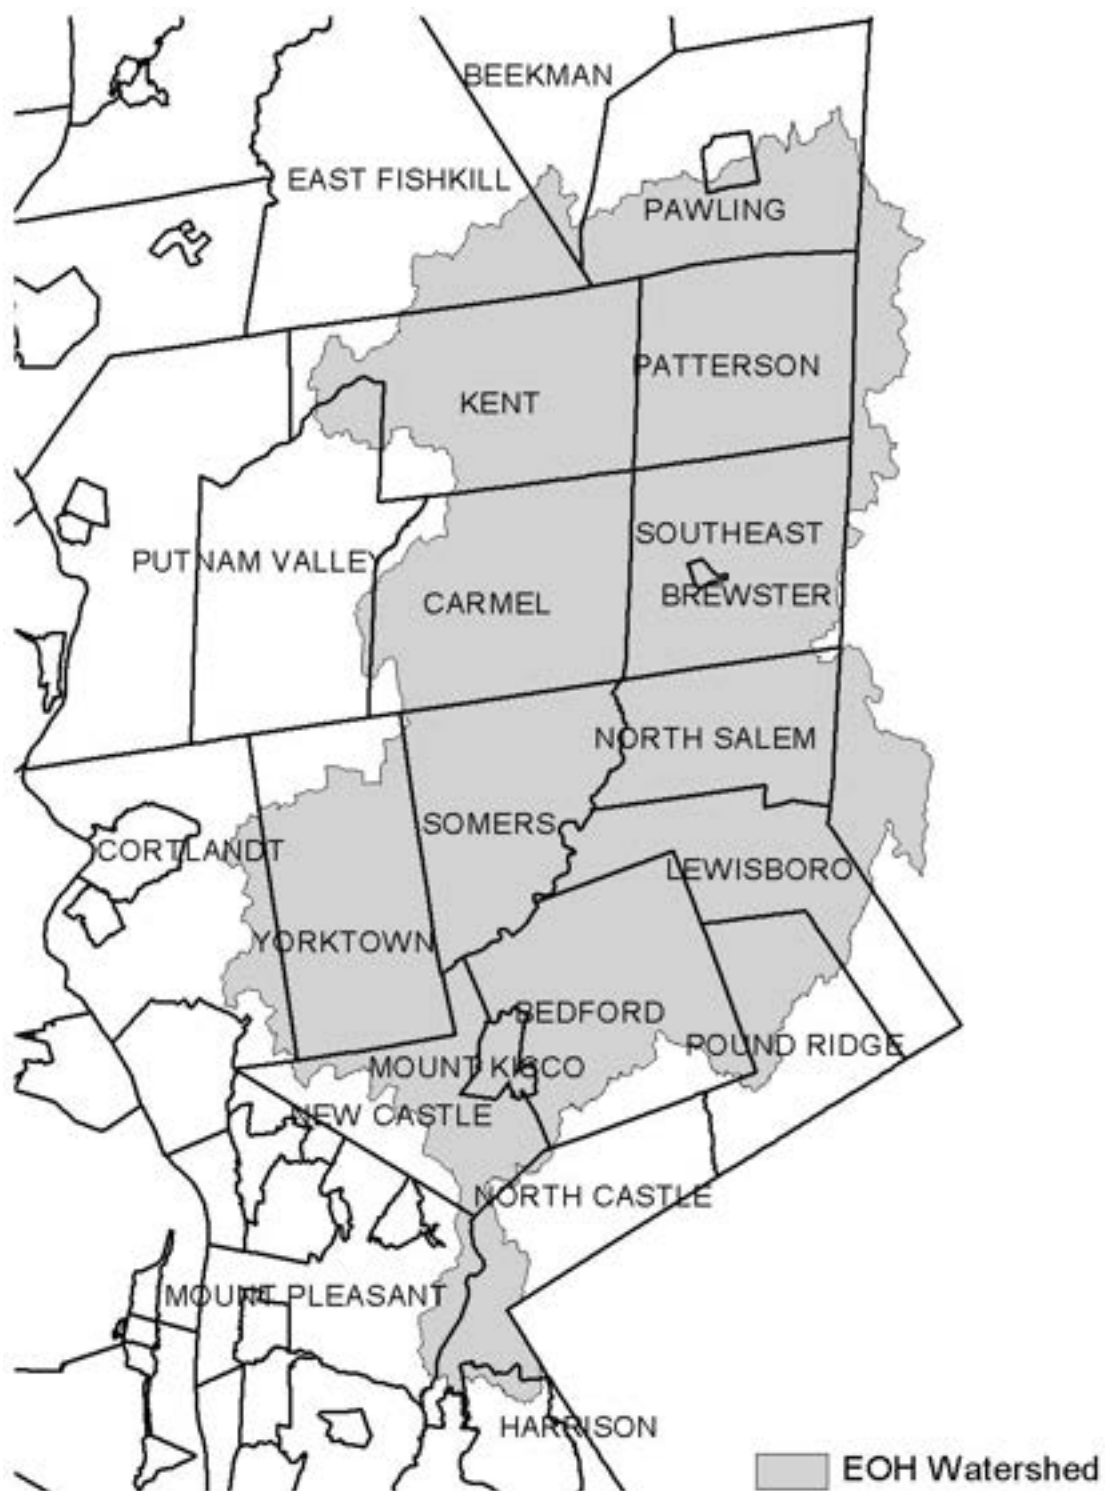 BEEKMAN
EAST FISHKILL
PAWLING
PATTERSON
KENT
SOUTHEAST
PUTNAM VALLEY
BREWSTER
CARMEL
NORTH SALEM
SOMERS
CORTLANDT
LEWISBORO
YORKTOWN
BEDFORD
POUND RIDGE
MOUNT KISCO
NEW CASTLE
NORTH CASTLE
MOUNT PLEASANT
HARRISON
EOH Watershed